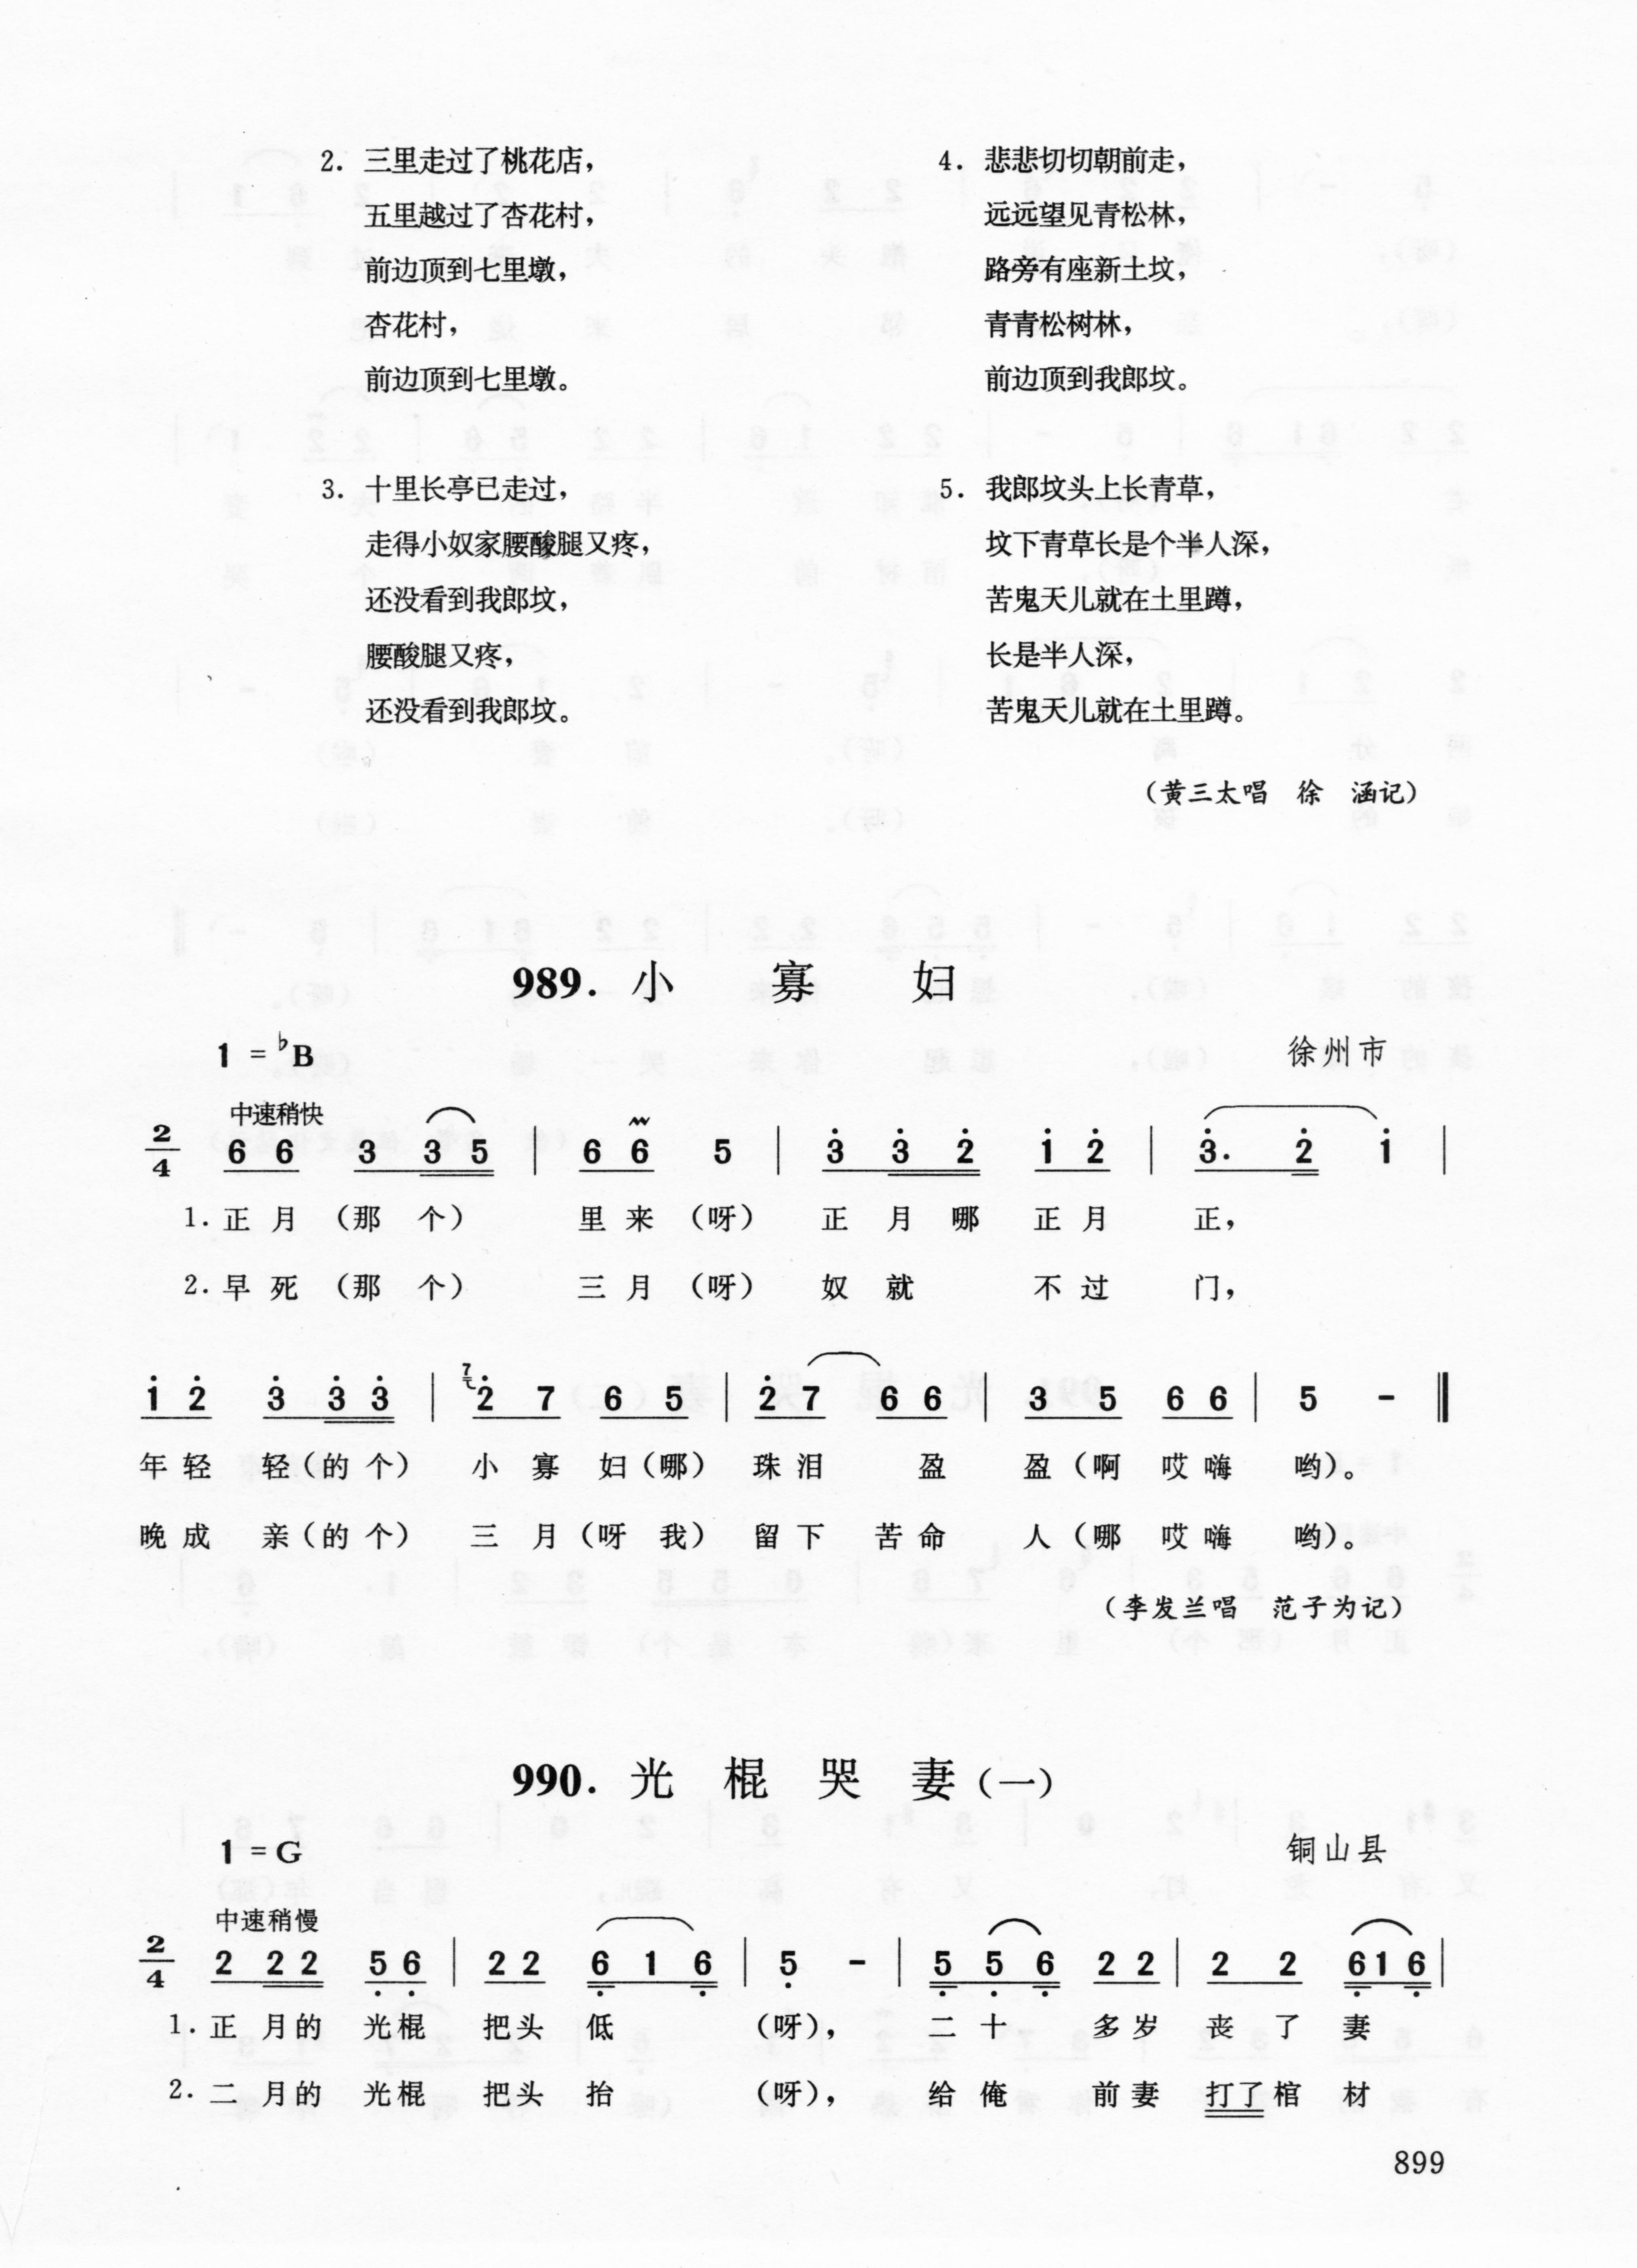 2. 三里走过了桃花店，
五里越过了杏花村，
前边顶到七里墩，
杏花村，
前边顶到七里墩。
3. 十里长亭已走过，
走得小奴家腰酸腿又疼，
还没看到我郎坟，
腰酸腿又疼，
还没看到我郎坟。
4. 悲悲切切朝前走，
远远望见青松林，
路旁有座新土坟，
青青松树林，
前边顶到我郎坟。
5. 我郎坟头上长青草，
坟下青草长是个半人深，
苦鬼天儿就在土里蹲，
长是半人深，
苦鬼天儿就在土里蹲。
（黄三太唱 徐 涵记）
989. 小 寡 妇
1 = ♭B 徐州市
中速稍快
2/4 6 6 3 3 5 | 6 6 5 | 3 3 2 1 2 | 3. 2 1 |
1. 正 月 （那 个） 里 来 （呀） 正 月 哪 正 月 正，
2. 早 死 （那 个） 三 月 （呀） 奴 就 不 过 门，
1 2 3 3 3 | 7 2 7 6 5 | 2 7 6 6 | 3 5 6 6 | 5 - ‖
年 轻 轻（的 个） 小 寡 妇（哪） 珠 泪 盈 盈（啊 哎 嗨 哟）。
晚 成 亲（的 个） 三 月（呀 我） 留 下 苦 命 人（哪 哎 嗨 哟）。
（李发兰唱 范子为记）
990. 光 棍 哭 妻（一）
1 = G 铜山县
中速稍慢
2/4 2 2 2 5 6 | 2 2 6 1 6 | 5 - | 5 5 6 2 2 | 2 2 6 1 6 |
1. 正 月的 光棍 把头 低 （呀）， 二 十 多 岁 丧 了 妻
2. 二 月的 光棍 把头 抬 （呀）， 给 俺 前 妻 打了 棺 材
899